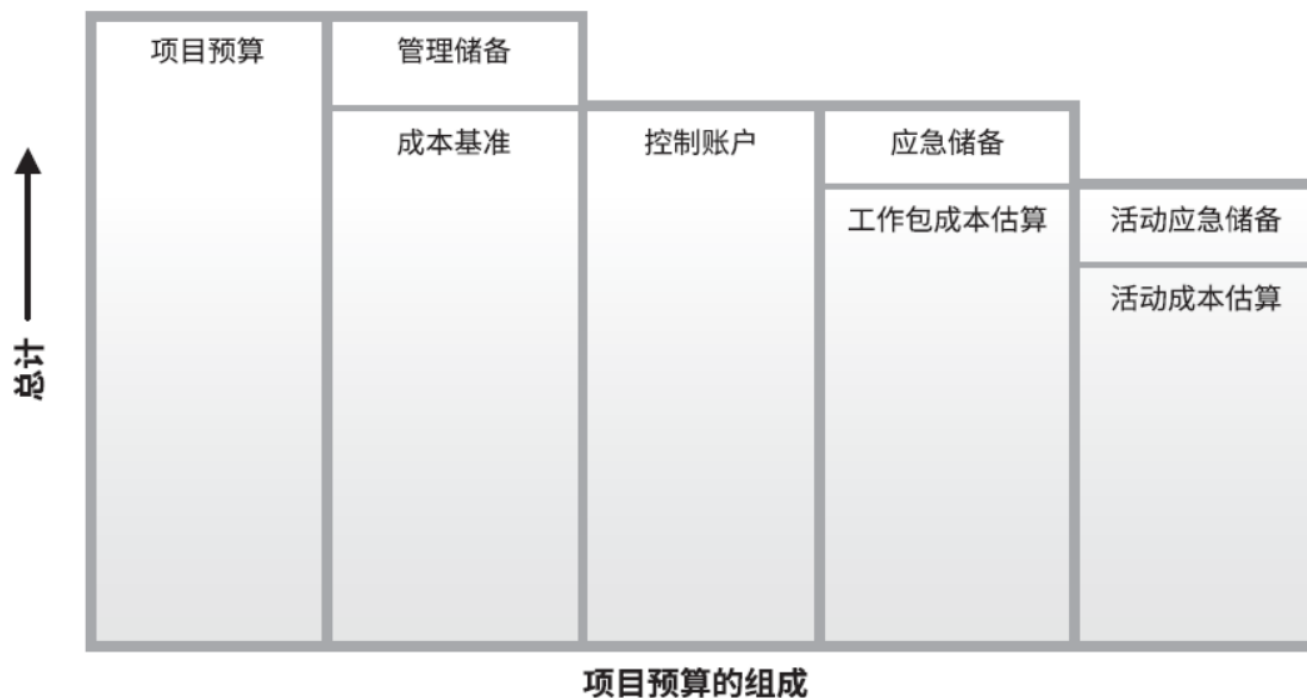 项目预算
管理储备
成本基准
控制账户
应急储备
工作包成本估算
活动应急储备
活动成本估算
总计
项目预算的组成